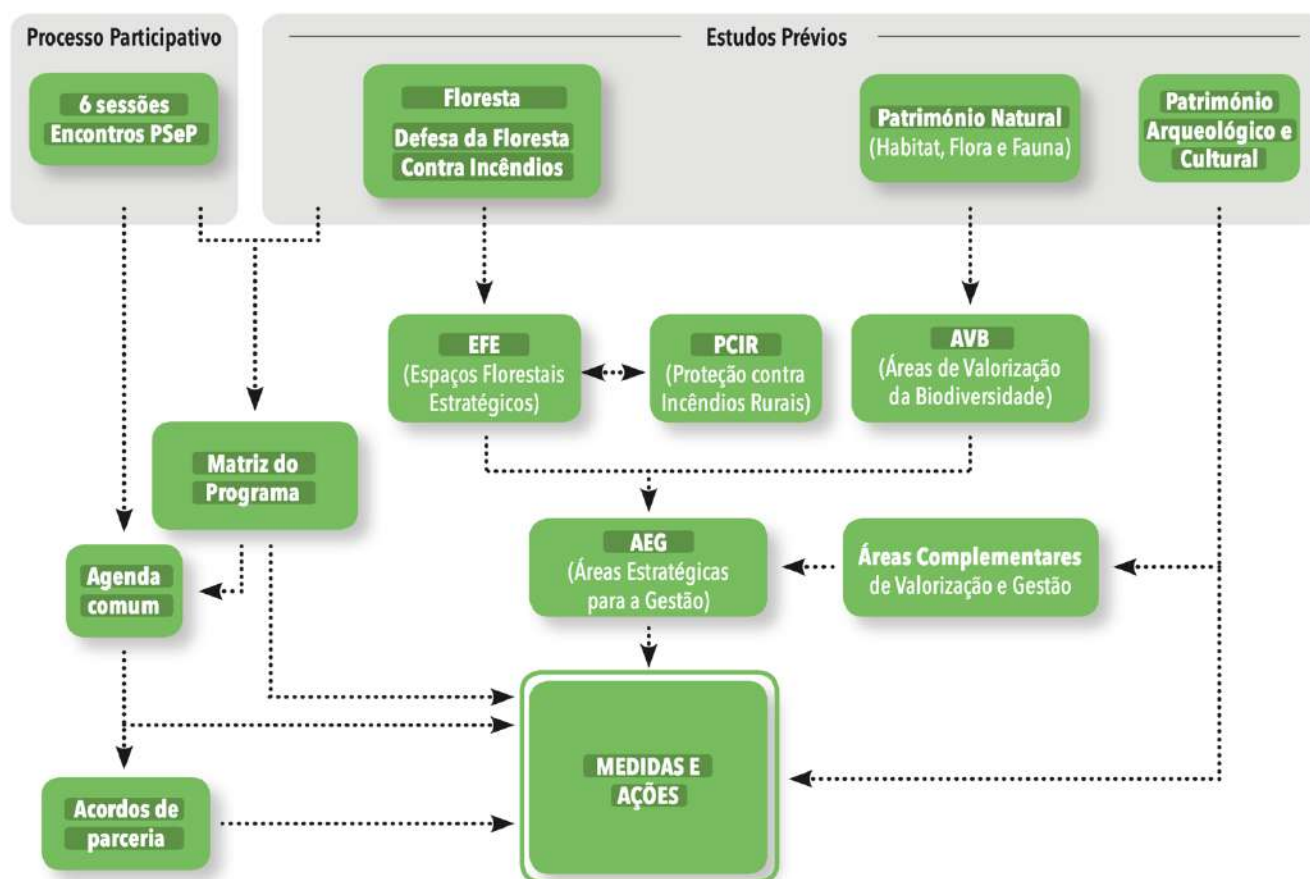 Processo Participativo
Estudos Prévios
6 sessões
Encontros PSeP
Floresta
Defesa da Floresta
Contra Incêndios
Património Natural
(Habitat, Flora e Fauna)
Património
Arqueológico e
Cultural
EFE
(Espaços Florestais
Estratégicos)
PCIR
(Proteção contra
Incêndios Rurais)
AVB
(Áreas de Valorização
da Biodiversidade)
Matriz do
Programa
Agenda
comum
AEG
(Áreas Estratégicas
para a Gestão)
Áreas Complementares
de Valorização e Gestão
MEDIDAS E
AÇÕES
Acordos de
parceria